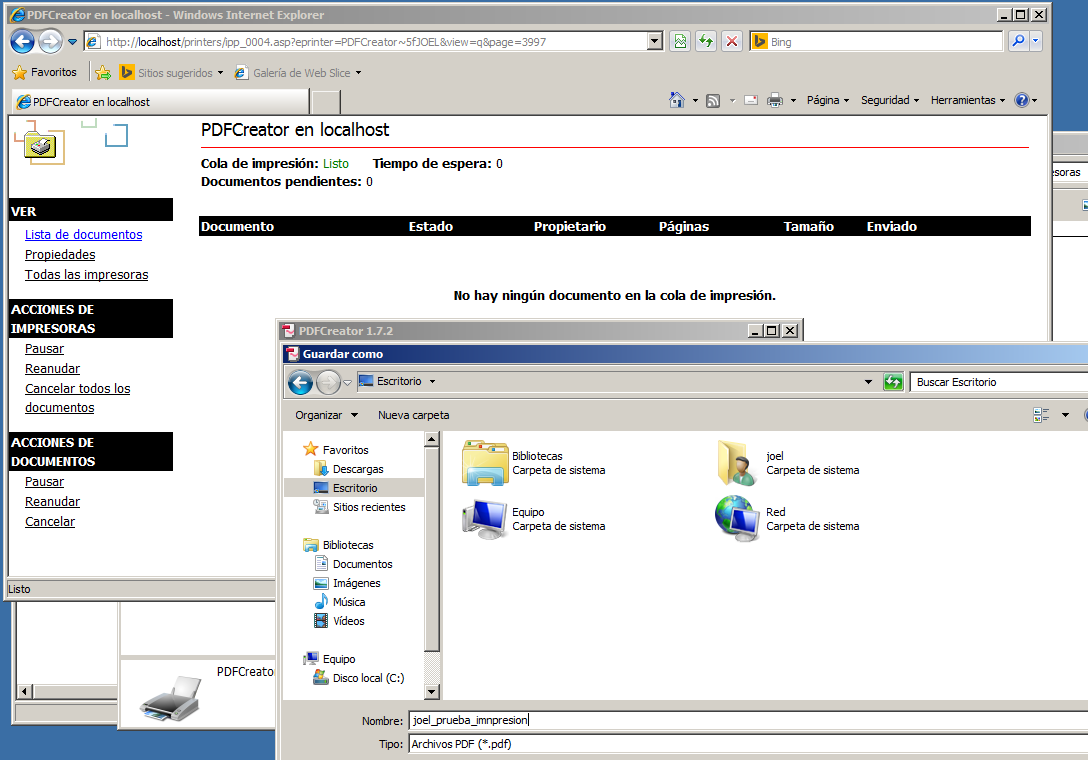 PDFCreator en localhost - Windows Internet Explorer
http://localhost/printers/ipp_0004.asp?eprinter=PDFCreator~5fJOEL&view=q&page=3997
Bing
Favoritos Sitios sugeridos Galería de Web Slice
PDFCreator en localhost Página Seguridad Herramientas
PDFCreator en localhost
Cola de impresión: Listo Tiempo de espera: 0
Documentos pendientes: 0
Documento Estado Propietario Páginas Tamaño Enviado
No hay ningún documento en la cola de impresión.
VER
Lista de documentos
Propiedades
Todas las impresoras
ACCIONES DE
IMPRESORAS
Pausar
Reanudar
Cancelar todos los
documentos
ACCIONES DE
DOCUMENTOS
Pausar
Reanudar
Cancelar
Listo
soras
PDFCreato
PDFCreator 1.7.2
Guardar como
Escritorio Buscar Escritorio
Organizar Nueva carpeta
Favoritos
Descargas
Escritorio
Sitios recientes
Bibliotecas
Documentos
Imágenes
Música
Vídeos
Equipo
Disco local (C:)
Bibliotecas
Carpeta de sistema
joel
Carpeta de sistema
Equipo
Carpeta de sistema
Red
Carpeta de sistema
Nombre: joel_prueba_imnpresion
Tipo: Archivos PDF (*.pdf)